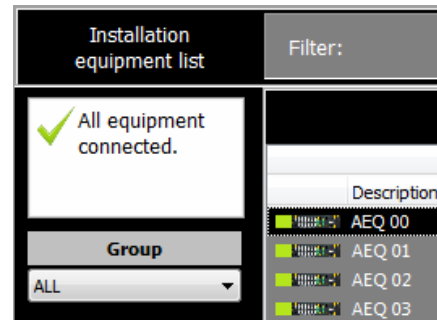 Installation
equipment list
Filter:
All equipment
connected.
Group
ALL
Description
AEQ 00
AEQ 01
AEQ 02
AEQ 03